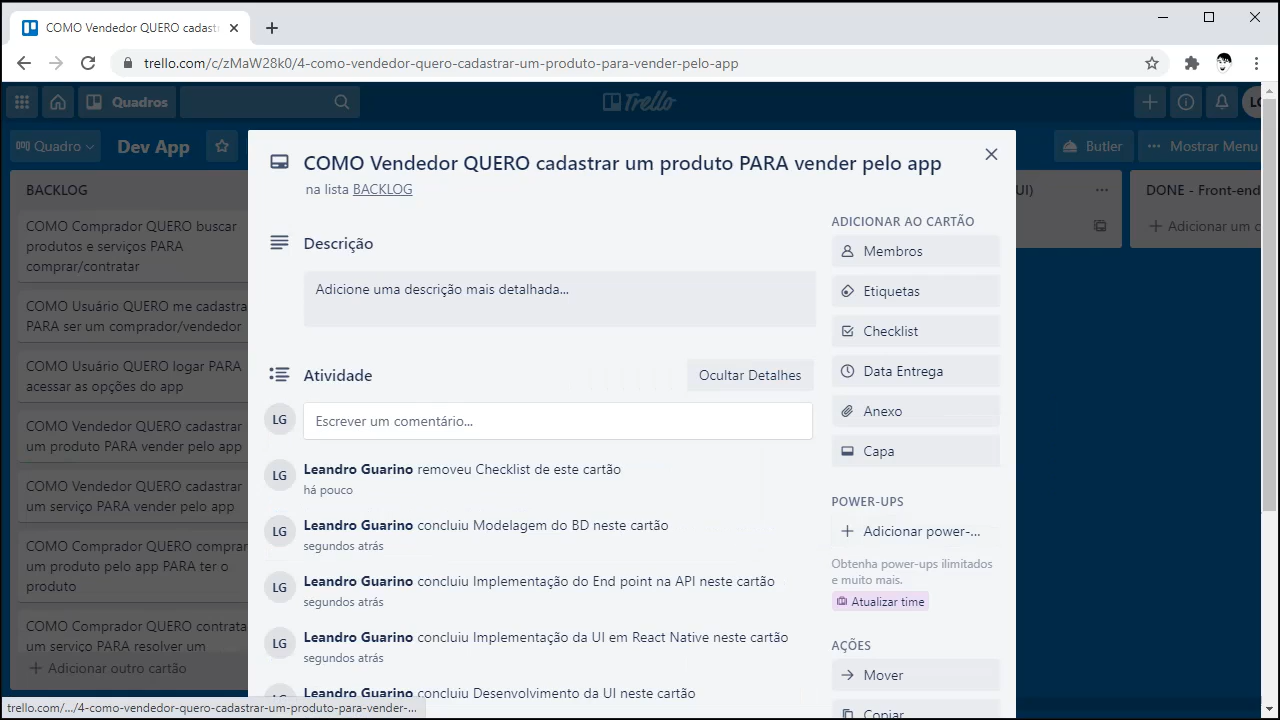 COMO Vendedor QUERO cadast
trello.com/c/zMaW28k0/4-como-vendedor-quero-cadastrar-um-produto-para-vender-pelo-app
Quadros
Trello
Quadro
Dev App
Butler
Mostrar Menu
BACKLOG
COMO Comprador QUERO buscar
produtos e serviços PARA
comprar/contratar
COMO Usuário QUERO me cadastra
PARA ser um comprador/vendedor
COMO Usuário QUERO logar PARA
acessar as opções do app
COMO Vendedor QUERO cadastrar
um produto PARA vender pelo app
COMO Vendedor QUERO cadastrar
um serviço PARA vender pelo app
COMO Comprador QUERO comprar
um produto pelo app PARA ter o
produto
COMO Comprador QUERO contrata
um serviço PARA resolver um
Adicionar outro cartão
COMO Vendedor QUERO cadastrar um produto PARA vender pelo app
na lista BACKLOG
Descrição
Adicione uma descrição mais detalhada...
Atividade
Ocultar Detalhes
LG
Escrever um comentário...
LG
Leandro Guarino removeu Checklist de este cartão
há pouco
LG
Leandro Guarino concluiu Modelagem do BD neste cartão
segundos atrás
LG
Leandro Guarino concluiu Implementação do End point na API neste cartão
segundos atrás
LG
Leandro Guarino concluiu Implementação da UI em React Native neste cartão
segundos atrás
LG
Leandro Guarino concluiu Desenvolvimento da UI neste cartão
ADICIONAR AO CARTÃO
Membros
Etiquetas
Checklist
Data Entrega
Anexo
Capa
POWER-UPS
Adicionar power-...
Obtenha power-ups ilimitados
e muito mais.
Atualizar time
AÇÕES
Mover
Copiar
UI)
DONE - Front-end
Adicionar um c
trello.com/.../4-como-vendedor-quero-cadastrar-um-produto-para-vender-...